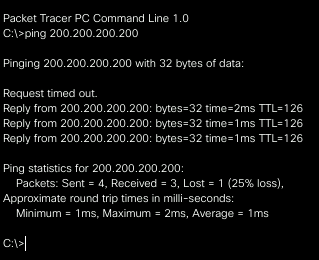 Packet Tracer PC Command Line 1.0
C:\>ping 200.200.200.200
Pinging 200.200.200.200 with 32 bytes of data:
Request timed out.
Reply from 200.200.200.200: bytes=32 time=2ms TTL=126
Reply from 200.200.200.200: bytes=32 time=1ms TTL=126
Reply from 200.200.200.200: bytes=32 time=1ms TTL=126
Ping statistics for 200.200.200.200:
Packets: Sent = 4, Received = 3, Lost = 1 (25% loss),
Approximate round trip times in milli-seconds:
Minimum = 1ms, Maximum = 2ms, Average = 1ms
C:\>